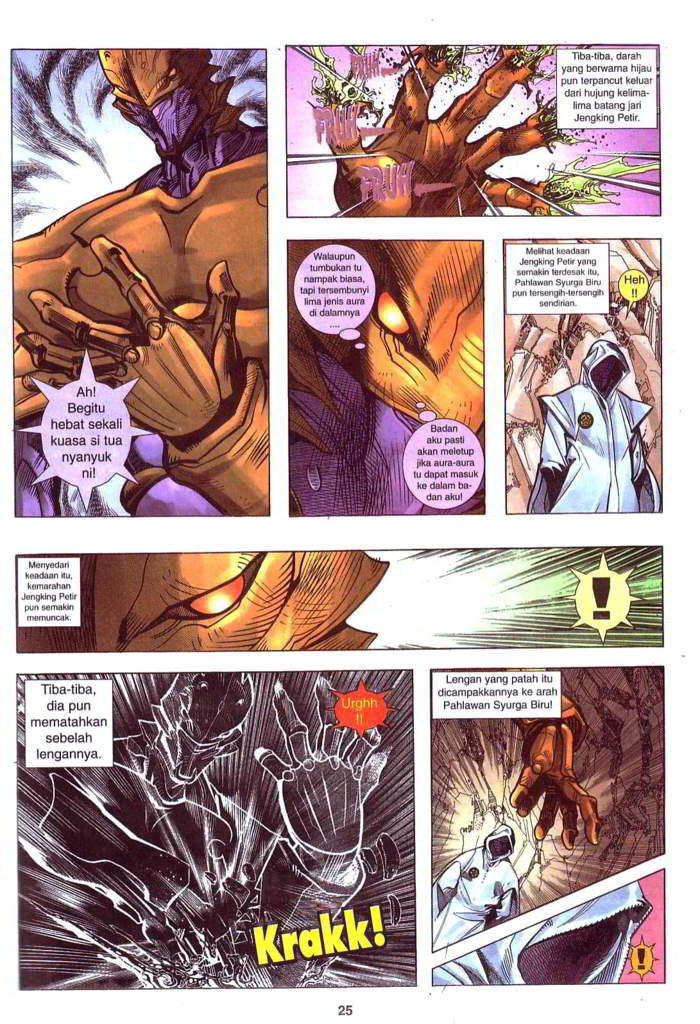 Ah!
Begitu
hebat sekali
kuasa si tua
nyanyuk
ni!
PRUH
PRUH
PRUH
Tiba-tiba, darah
yang berwarna hijau
pun terpancut keluar
dari hujung kelima-
lima batang jari
Jengking Petir.
Walaupun
tumbukan tu
nampak biasa,
tapi tersembunyi
lima jenis aura
di dalamnya
....
Badan
aku pasti
akan meletup
jika aura-aura
tu dapat masuk
ke dalam ba-
dan aku!
Melihat keadaan
Jengking Petir yang
semakin terdesak itu,
Pahlawan Syurga Biru
pun tersengih-tersengih
sendirian.
Heh
!!
Menyedari
keadaan itu,
kemarahan
Jengking Petir
pun semakin
memuncak.
!
Tiba-tiba,
dia pun
mematahkan
sebelah
lengannya.
Urghh
!!
Krakk!
Lengan yang patah itu
dicampakkannya ke arah
Pahlawan Syurga Biru!
!
25